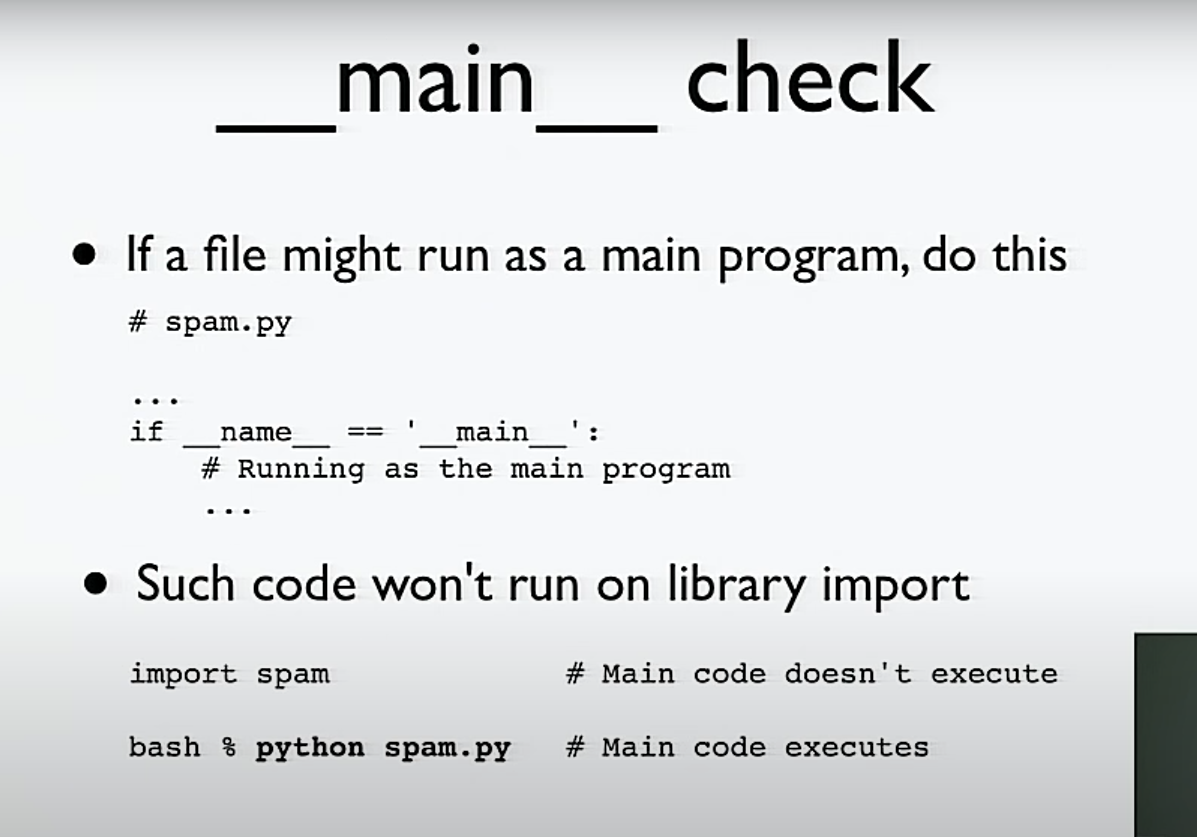 __main__ check
• If a file might run as a main program, do this
# spam.py
...
if __name__ == '__main__':
# Running as the main program
...
• Such code won't run on library import
import spam # Main code doesn't execute
bash % python spam.py # Main code executes